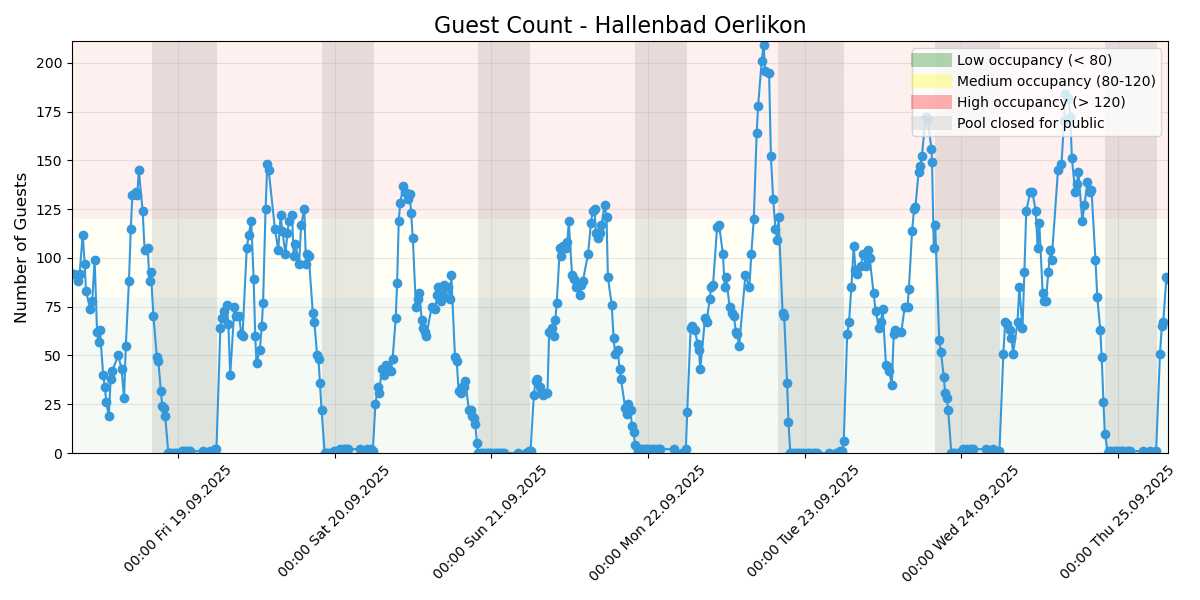 Guest Count - Hallenbad Oerlikon
Number of Guests
200
175
150
125
100
75
50
25
0
Low occupancy (< 80)
Medium occupancy (80-120)
High occupancy (> 120)
Pool closed for public
00:00 Fri 19.09.2025
00:00 Sat 20.09.2025
00:00 Sun 21.09.2025
00:00 Mon 22.09.2025
00:00 Tue 23.09.2025
00:00 Wed 24.09.2025
00:00 Thu 25.09.2025